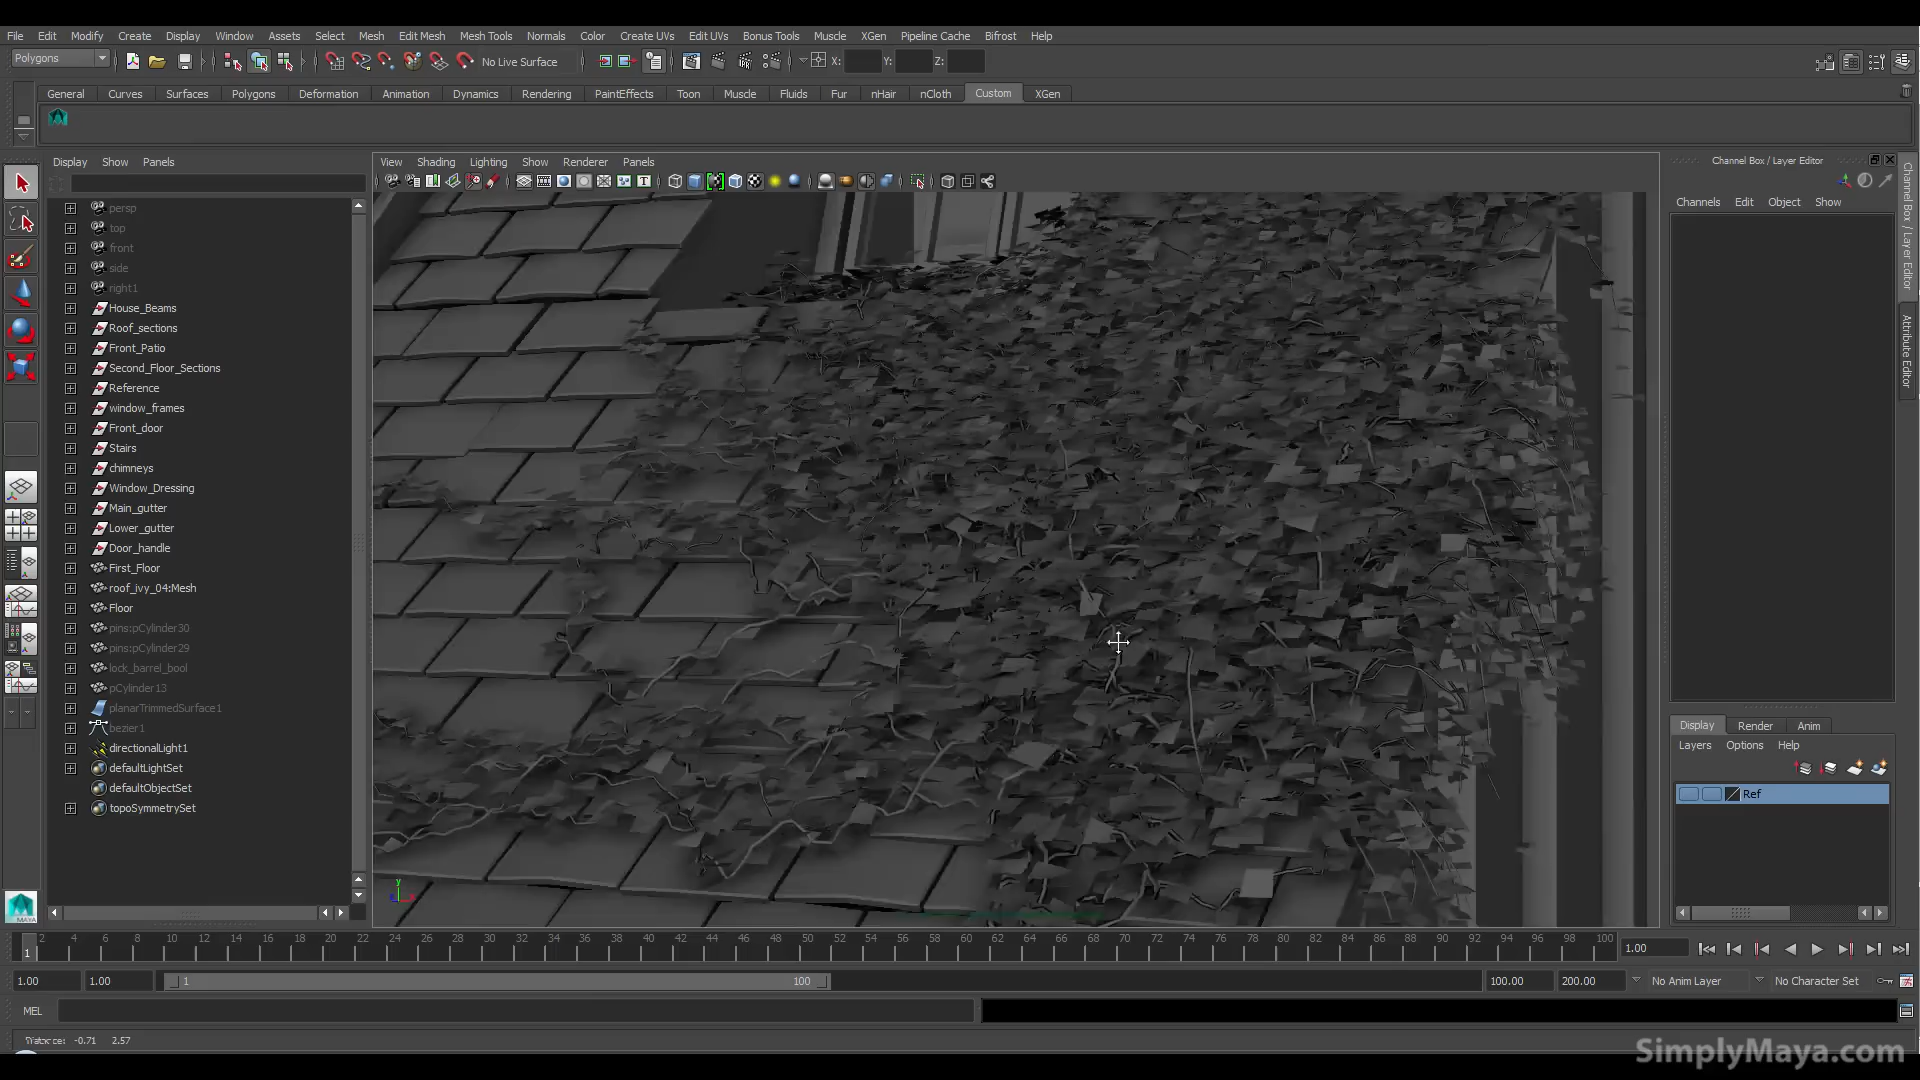 File Edit Modify Create Display Window Assets Select Mesh Edit Mesh Mesh Tools Normals Color Create UVs Edit UVs Bonus Tools Muscle XGen Pipeline Cache Bifrost Help
Polygons No Live Surface X: Y: Z:
General Curves Surfaces Polygons Deformation Animation Dynamics Rendering PaintEffects Toon Muscle Fluids Fur nHair nCloth Custom XGen
Display Show Panels
View Shading Lighting Show Renderer Panels
Channel Box / Layer Editor
Channels Edit Object Show
Channel Box / Layer Editor
Attribute Editor
persp
top
front
side
right1
House_Beams
Roof_sections
Front_Patio
Second_Floor_Sections
Reference
window_frames
Front_door
Stairs
chimneys
Window_Dressing
Main_gutter
Lower_gutter
Door_handle
First_Floor
roof_ivy_04:Mesh
Floor
pins:pCylinder30
pins:pCylinder29
lock_barrel_bool
pCylinder13
planarTrimmedSurface1
bezier1
directionalLight1
defaultLightSet
defaultObjectSet
topoSymmetrySet
y
Display Render Anim
Layers Options Help
Ref
MAYA
1 2 4 6 8 10 12 14 16 18 20 22 24 26 28 30 32 34 36 38 40 42 44 46 48 50 52 54 56 58 60 62 64 66 68 70 72 74 76 78 80 82 84 86 88 90 92 94 96 98 100 1.00
1.00 1.00 1 100 100.00 200.00 No Anim Layer No Character Set
MEL
-0.71 2.57
SimplyMaya.com